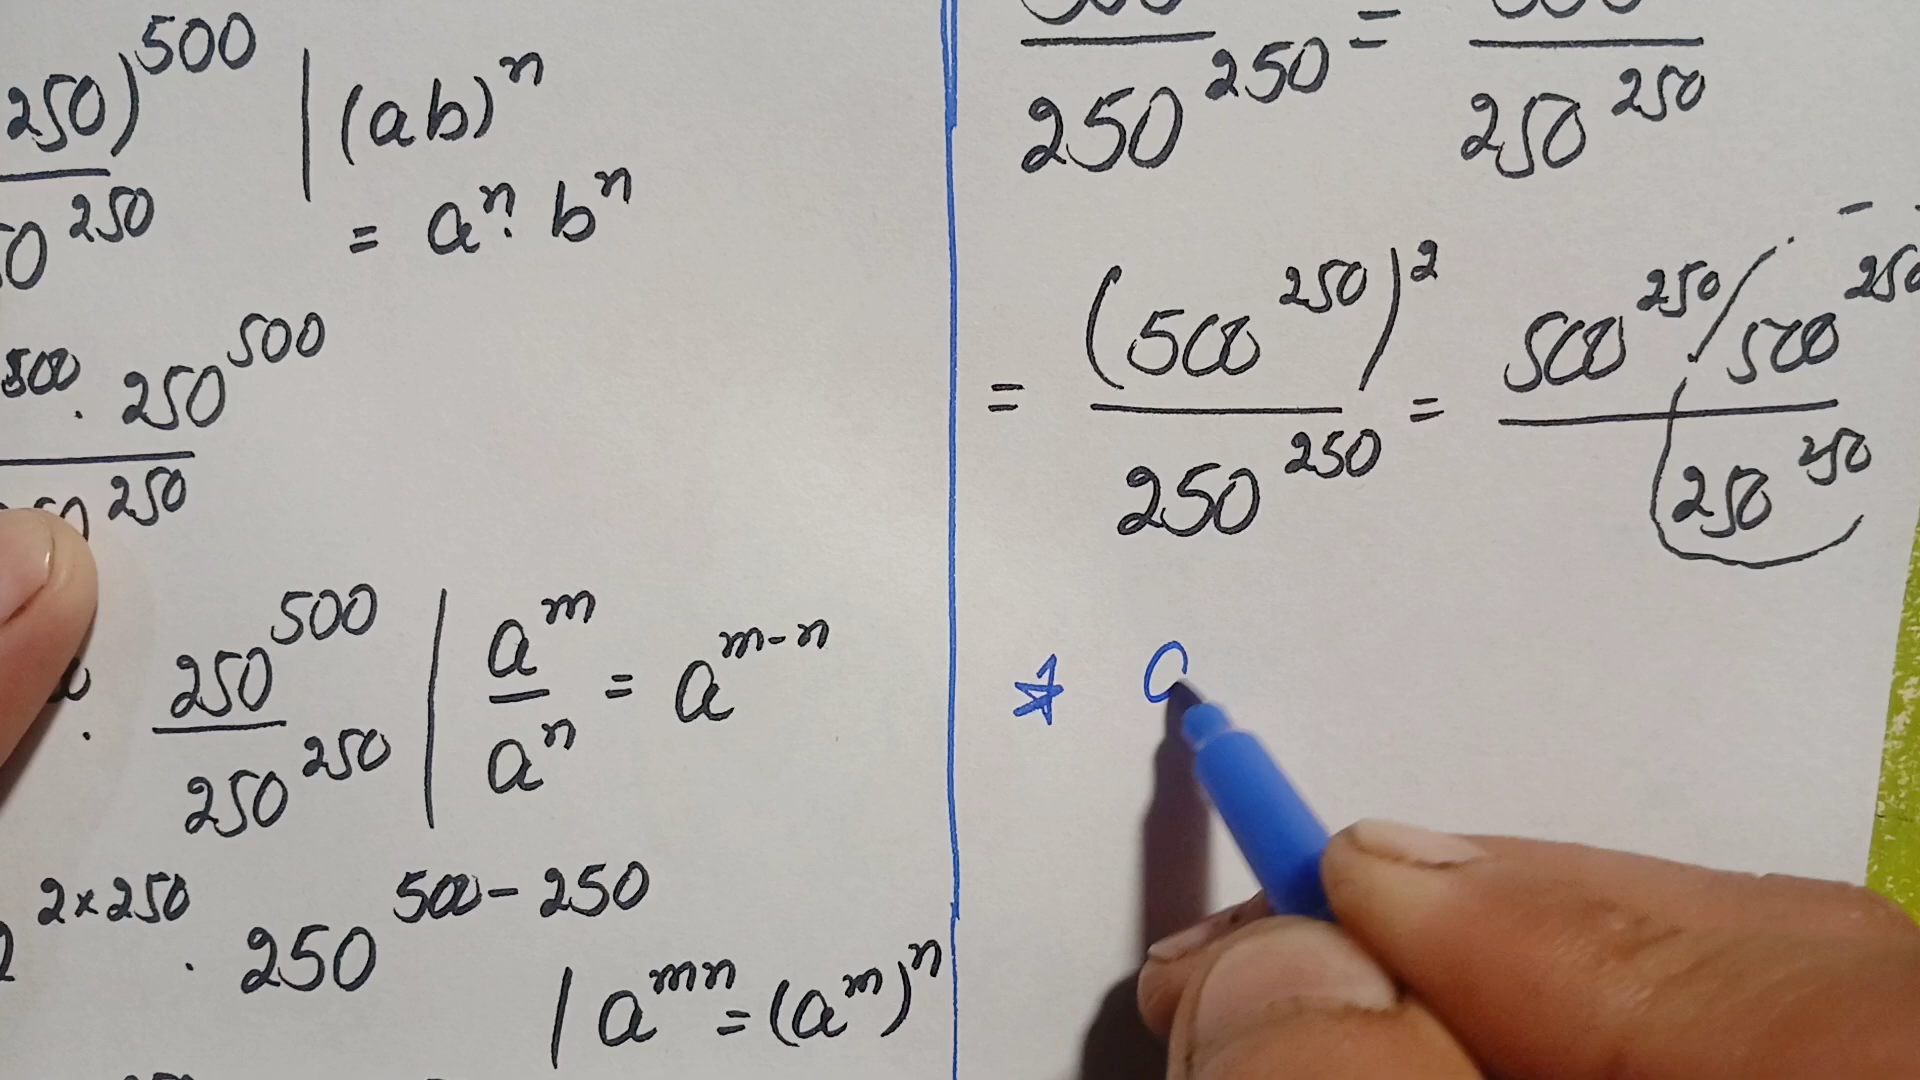 250)^500 | (ab)^n
250 = a^n · b^n
500 · 250^500
250
250^500 / 250^250 | a^m / a^n = a^(m-n)
2^(2×250) · 250^(500-250)
| a^(mn) = (a^m)^n
250^250 = 250^250
= (500^250)^2 / 250^250 = 500^250 · 500^250 / 250^250
*